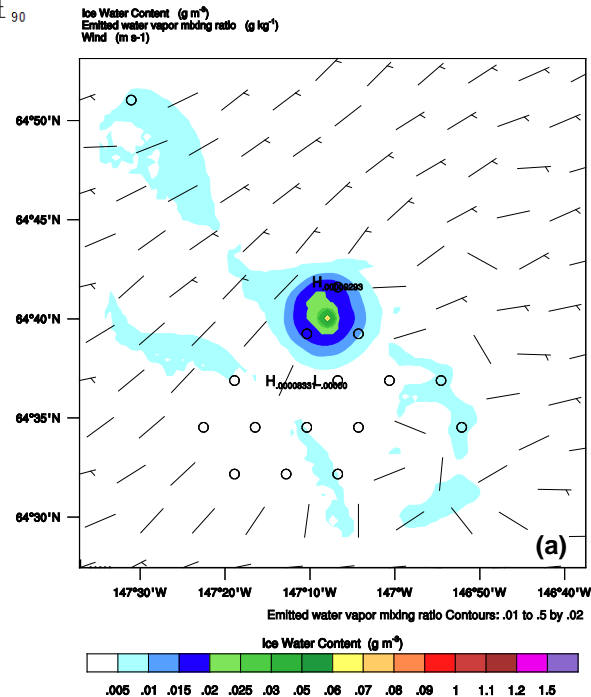 90
Ice Water Content (g m⁻³)
Emitted water vapor mixing ratio (g kg⁻¹)
Wind (m s-1)
64°50'N
64°45'N
64°40'N
64°35'N
64°30'N
H
H.00008331 L.00000
(a)
147°30'W 147°20'W 147°10'W 147°W 146°50'W 146°40'W
Emitted water vapor mixing ratio Contours: .01 to .5 by .02
Ice Water Content (g m⁻³)
.005 .01 .015 .02 .025 .03 .05 .06 .07 .08 .09 1 1.1 1.2 1.5